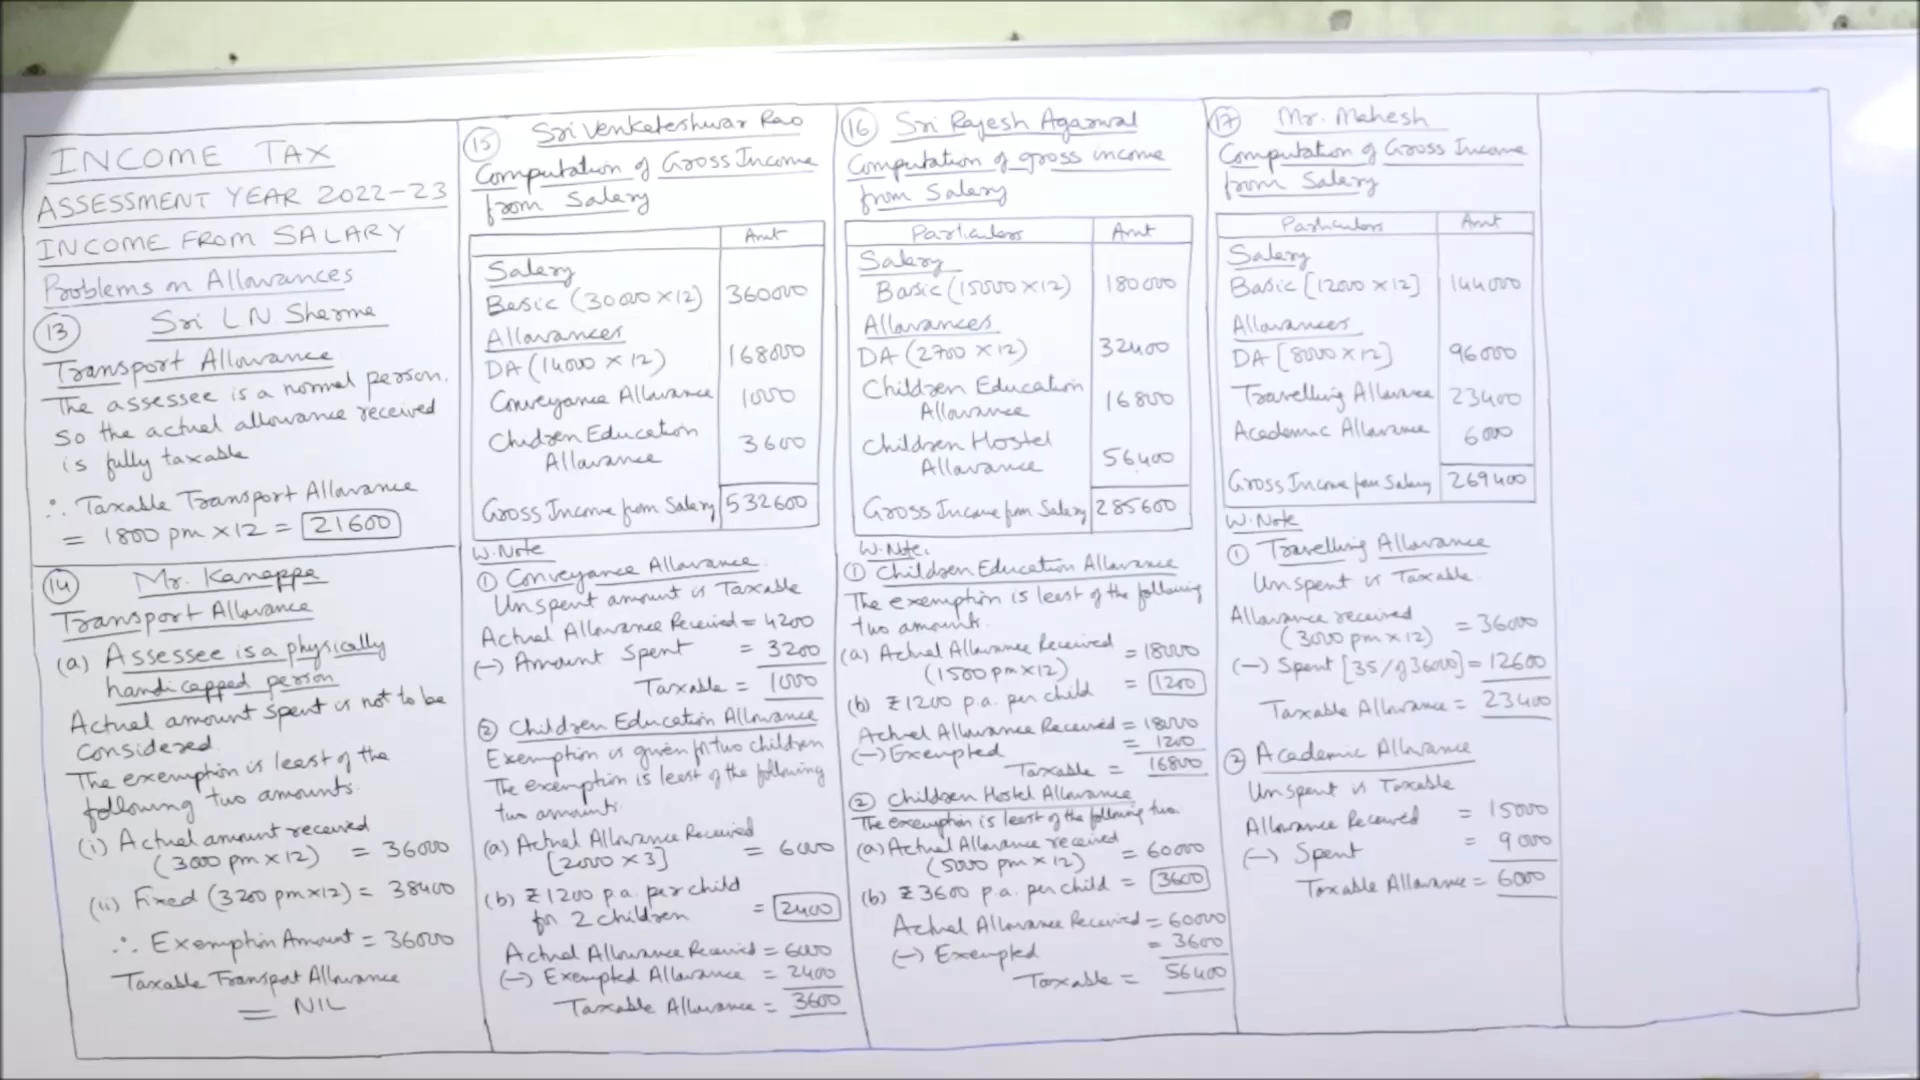 INCOME TAX
ASSESSMENT YEAR 2022-23
INCOME FROM SALARY
Problems on Allowances
(13) Sri LN Sharma
Transport Allowance
The assessee is a normal person.
So the actual allowance received
is fully taxable
∴ Taxable Transport Allowance
= 1800 pm × 12 = 21600
(14) Mr. Kanappa
Transport Allowance
(a) Assessee is a physically
handicapped person
Actual amount spent is not to be
considered.
The exemption is least of the
following two amounts.
(i) Actual amount received
(3000 pm × 12) = 36000
(ii) Fixed (3200 pm × 12) = 38400
∴ Exemption Amount = 36000
Taxable Transport Allowance
= NIL
(15) Sri Venkateshwar Rao
Computation of Gross Income
from Salary
Amt
Salary
Basic (30000 × 12) 360000
Allowances
DA (14000 × 12) 168000
Conveyance Allowance 1000
Chidren Education
Allowance 3600
Gross Income from Salary 532600
W.Note
① Conveyance Allowance
Unspent amount is Taxable
Actual Allowance Received = 4200
(-) Amount Spent = 3200
Taxable = 1000
② Children Education Allowance
Exemption is given for two children
The exemption is least of the following
two amounts.
(a) Actual Allowance Received
[2000 × 3] = 6000
(b) ₹1200 p.a. per child
for 2 children = 2400
Actual Allowance Received = 6000
(-) Exempted Allowance = 2400
Taxable Allowance = 3600
(16) Sri Rajesh Agarwal
Computation of gross income
from Salary
Particulars Amt
Salary
Basic (15000 × 12) 180000
Allowances
DA (2700 × 12) 32400
Children Education
Allowance 16800
Children Hostel
Allowance 56400
Gross Income from Salary 285600
W.Note.
① Children Education Allowance
The exemption is least of the following
two amounts.
(a) Actual Allowance Received
(1500 pm × 12) = 18000
(b) ₹1200 p.a. per child = 1200
Actual Allowance Received = 18000
(-) Exempted = 1200
Taxable = 16800
② Children Hostel Allowance
The exemption is least of the following two.
(a) Actual Allowance received
(5000 pm × 12) = 60000
(b) ₹3600 p.a. per child = 3600
Actual Allowance Received = 60000
(-) Exempted = 3600
Taxable = 56400
(17) Mr. Mahesh
Computation of Gross Income
from Salary
Particulars Amt
Salary
Basic [12000 × 12] 144000
Allowances
DA [8000 × 12] 96000
Travelling Allowance 23400
Academic Allowance 6000
Gross Income from Salary 269400
W.Note
① Travelling Allowance
Unspent is Taxable.
Allowance received
(3000 pm × 12) = 36000
(-) Spent [35% of 36000] = 12600
Taxable Allowance = 23400
② Academic Allowance
Unspent is Taxable
Allowance Received = 15000
(-) Spent = 9000
Taxable Allowance = 6000